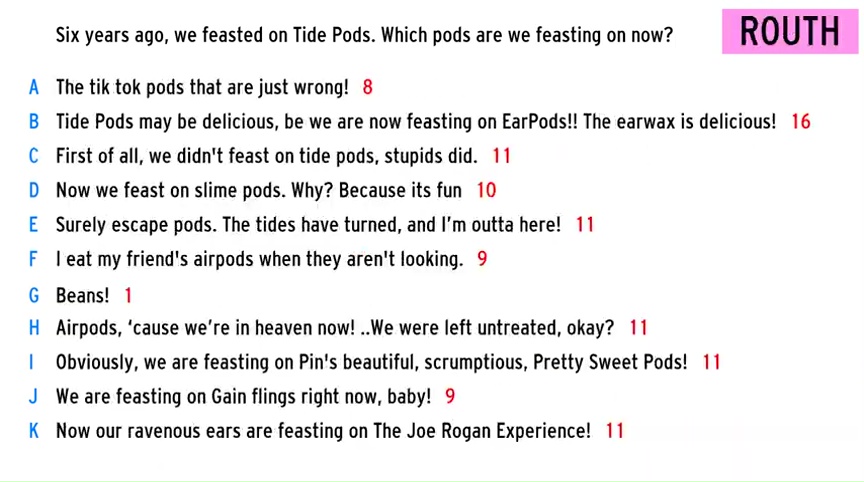 Six years ago, we feasted on Tide Pods. Which pods are we feasting on now?
ROUTH
A The tik tok pods that are just wrong! 8
B Tide Pods may be delicious, be we are now feasting on EarPods!! The earwax is delicious! 16
C First of all, we didn't feast on tide pods, stupids did. 11
D Now we feast on slime pods. Why? Because its fun 10
E Surely escape pods. The tides have turned, and I'm outta here! 11
F I eat my friend's airpods when they aren't looking. 9
G Beans! 1
H Airpods, ‘cause we're in heaven now! ..We were left untreated, okay? 11
I Obviously, we are feasting on Pin's beautiful, scrumptious, Pretty Sweet Pods! 11
J We are feasting on Gain flings right now, baby! 9
K Now our ravenous ears are feasting on The Joe Rogan Experience! 11